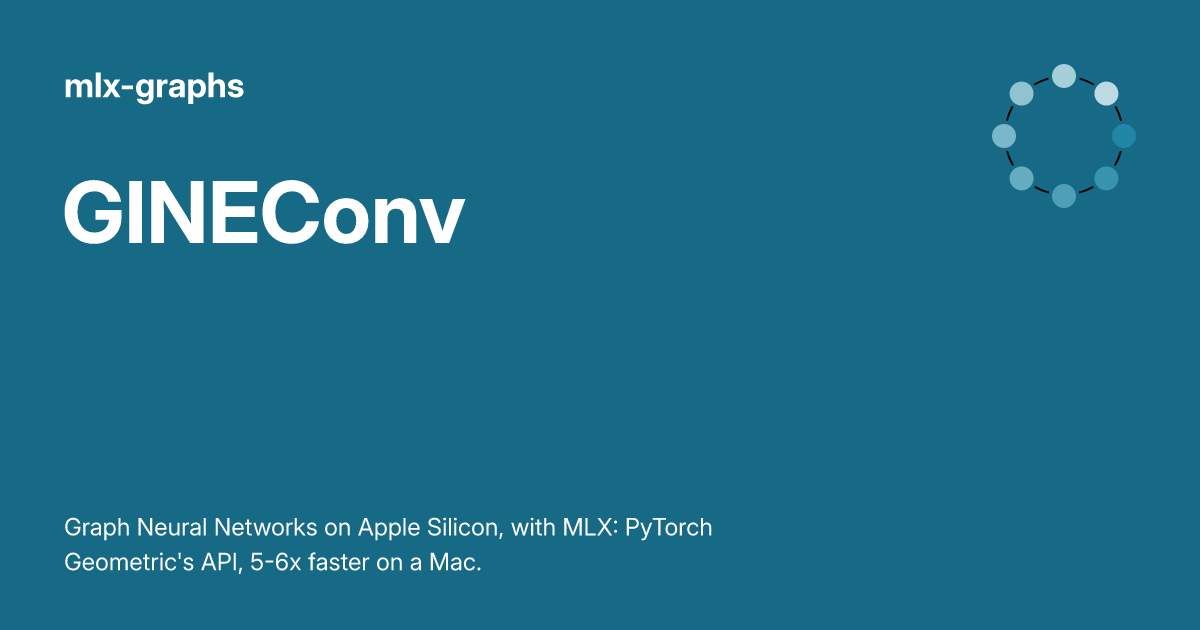 mlx-graphs
GINEConv
Graph Neural Networks on Apple Silicon, with MLX: PyTorch
Geometric's API, 5-6x faster on a Mac.